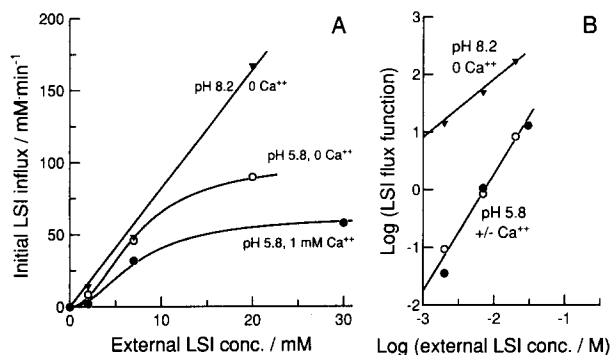 A
200
150
100
50
0
Initial LSI influx / mM·min⁻¹
pH 8.2, 0 Ca⁺⁺
pH 5.8, 0 Ca⁺⁺
pH 5.8, 1 mM Ca⁺⁺
0 10 20 30
External LSI conc. / mM
B
3
2
1
0
-1
-2
Log (LSI flux function)
pH 8.2
0 Ca⁺⁺
pH 5.8
+/- Ca⁺⁺
-3 -2 -1 0
Log (external LSI conc. / M)